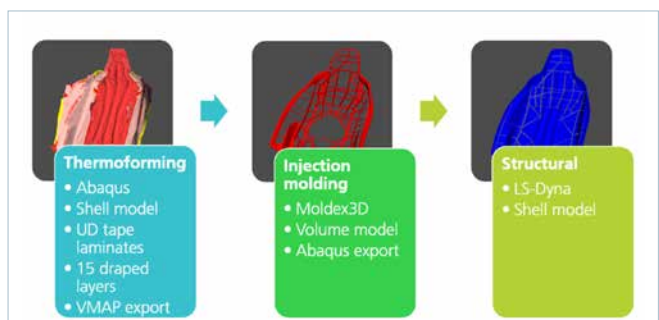 Thermoforming
• Abaqus
• Shell model
• UD tape
laminates
• 15 draped
layers
• VMAP export
Injection
molding
• Moldex3D
• Volume model
• Abaqus export
Structural
• LS-Dyna
• Shell model